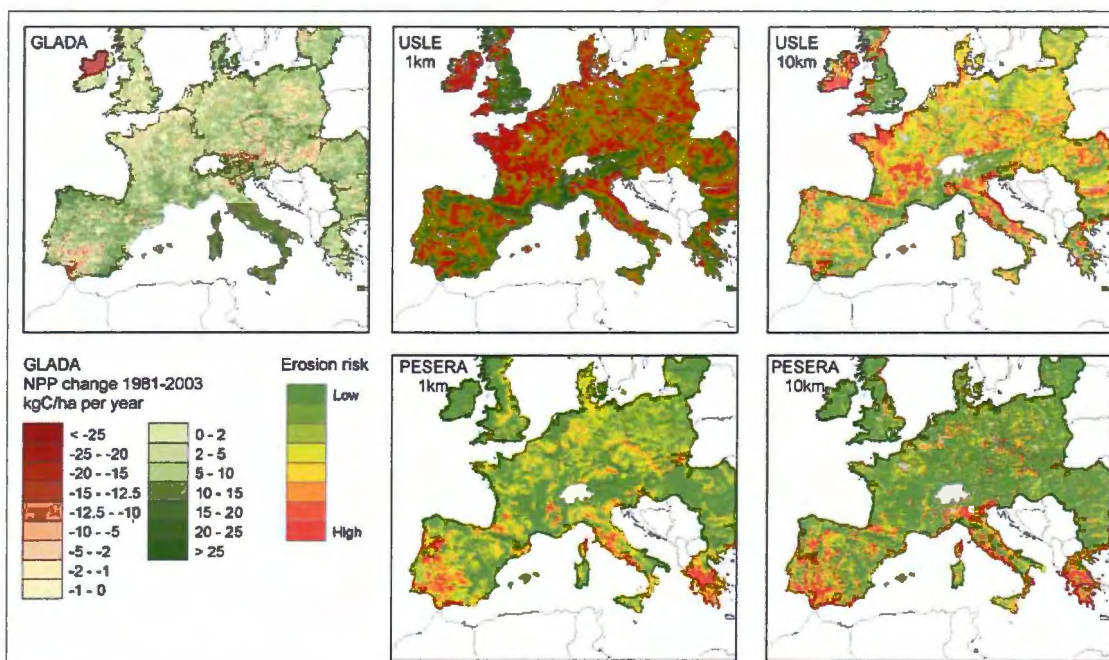 GLADA
USLE
1km
USLE
10km
GLADA
NPP change 1981-2003
kgC/ha per year
< -25
-25 - -20
-20 - -15
-15 - -12.5
-12.5 - -10
-10 - -5
-5 - -2
-2 - -1
-1 - 0
0 - 2
2 - 5
5 - 10
10 - 15
15 - 20
20 - 25
> 25
Erosion risk
Low
High
PESERA
1km
PESERA
10km